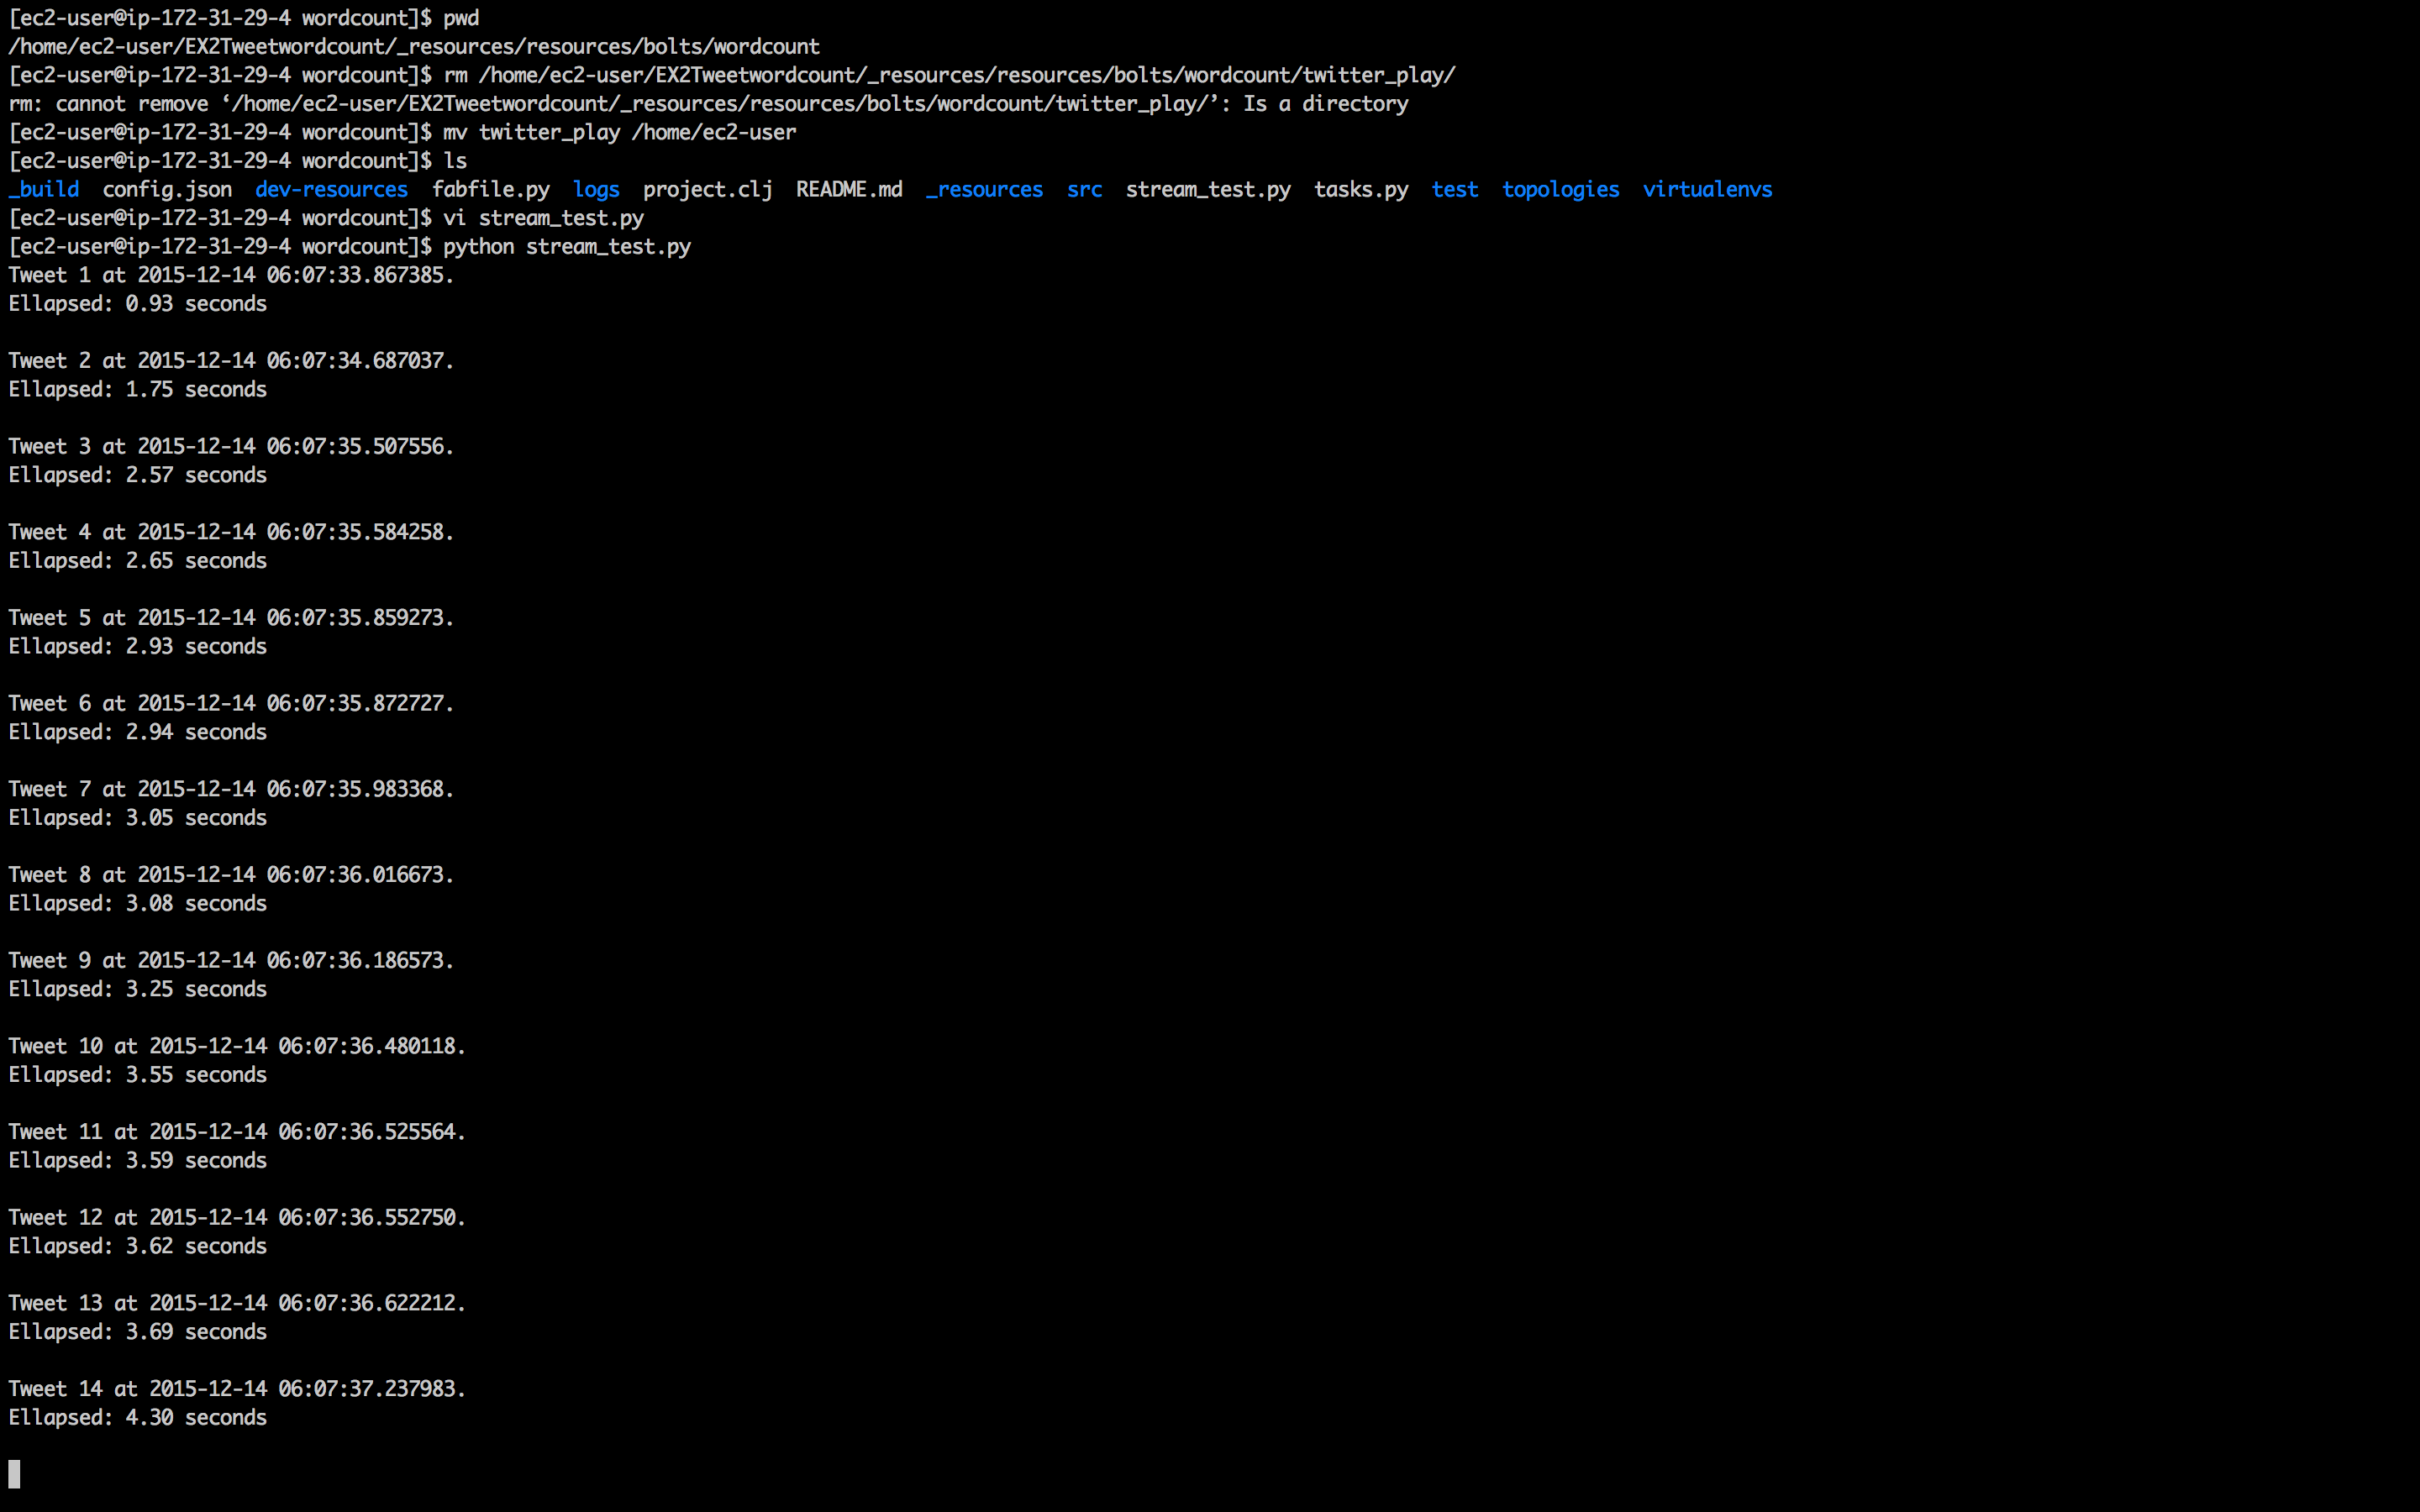 [ec2-user@ip-172-31-29-4 wordcount]$ pwd
/home/ec2-user/EX2Tweetwordcount/_resources/resources/bolts/wordcount
[ec2-user@ip-172-31-29-4 wordcount]$ rm /home/ec2-user/EX2Tweetwordcount/_resources/resources/bolts/wordcount/twitter_play/
rm: cannot remove ‘/home/ec2-user/EX2Tweetwordcount/_resources/resources/bolts/wordcount/twitter_play/’: Is a directory
[ec2-user@ip-172-31-29-4 wordcount]$ mv twitter_play /home/ec2-user
[ec2-user@ip-172-31-29-4 wordcount]$ ls
_build  config.json  dev-resources  fabfile.py  logs  project.clj  README.md  _resources  src  stream_test.py  tasks.py  test  topologies  virtualenvs
[ec2-user@ip-172-31-29-4 wordcount]$ vi stream_test.py
[ec2-user@ip-172-31-29-4 wordcount]$ python stream_test.py
Tweet 1 at 2015-12-14 06:07:33.867385.
Ellapsed: 0.93 seconds
Tweet 2 at 2015-12-14 06:07:34.687037.
Ellapsed: 1.75 seconds
Tweet 3 at 2015-12-14 06:07:35.507556.
Ellapsed: 2.57 seconds
Tweet 4 at 2015-12-14 06:07:35.584258.
Ellapsed: 2.65 seconds
Tweet 5 at 2015-12-14 06:07:35.859273.
Ellapsed: 2.93 seconds
Tweet 6 at 2015-12-14 06:07:35.872727.
Ellapsed: 2.94 seconds
Tweet 7 at 2015-12-14 06:07:35.983368.
Ellapsed: 3.05 seconds
Tweet 8 at 2015-12-14 06:07:36.016673.
Ellapsed: 3.08 seconds
Tweet 9 at 2015-12-14 06:07:36.186573.
Ellapsed: 3.25 seconds
Tweet 10 at 2015-12-14 06:07:36.480118.
Ellapsed: 3.55 seconds
Tweet 11 at 2015-12-14 06:07:36.525564.
Ellapsed: 3.59 seconds
Tweet 12 at 2015-12-14 06:07:36.552750.
Ellapsed: 3.62 seconds
Tweet 13 at 2015-12-14 06:07:36.622212.
Ellapsed: 3.69 seconds
Tweet 14 at 2015-12-14 06:07:37.237983.
Ellapsed: 4.30 seconds